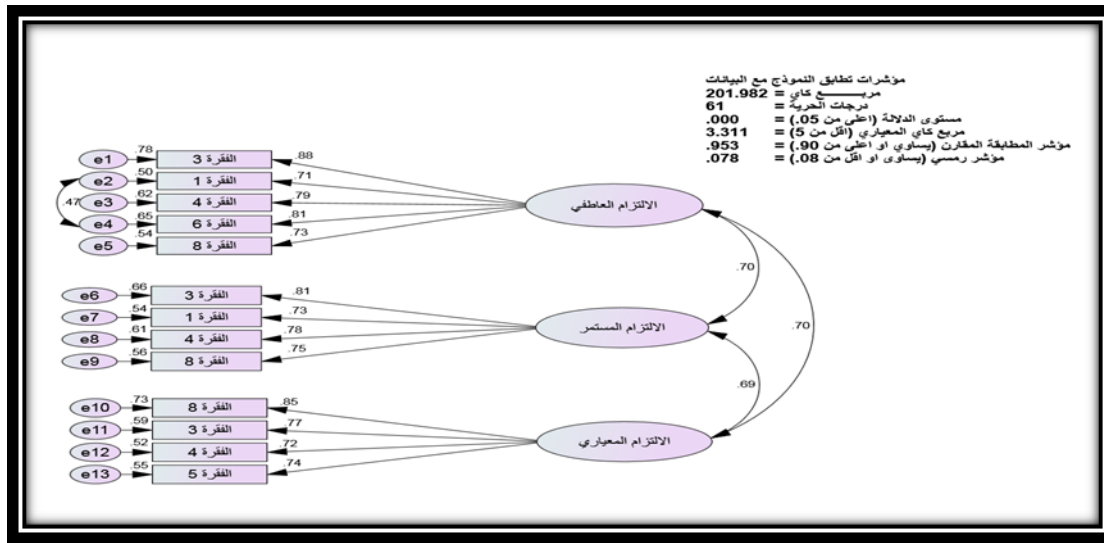 مؤشرات تطابق النموذج مع البيانات
مربـــــــع كاي = 201.982
درجات الحرية = 61
مستوى الدلالة (اعلى من 05.) = .000
مربع كاي المعياري (اقل من 5) = 3.311
مؤشر المطابقة المقارن (يساوي او اعلى من 90.) = .953
مؤشر رمسي (يساوي او اقل من 08.) = .078
e1 .78 الفقرة 3 .88
e2 .50 الفقرة 1 .71
e3 .62 الفقرة 4 .79
e4 .65 الفقرة 6 .81
e5 .54 الفقرة 8 .73
.47
الالتزام العاطفي
.70
.70
e6 .66 الفقرة 3 .81
e7 .54 الفقرة 1 .73
e8 .61 الفقرة 4 .78
e9 .56 الفقرة 8 .75
الالتزام المستمر
.69
e10 .73 الفقرة 8 .85
e11 .59 الفقرة 3 .77
e12 .52 الفقرة 4 .72
e13 .55 الفقرة 5 .74
الالتزام المعياري